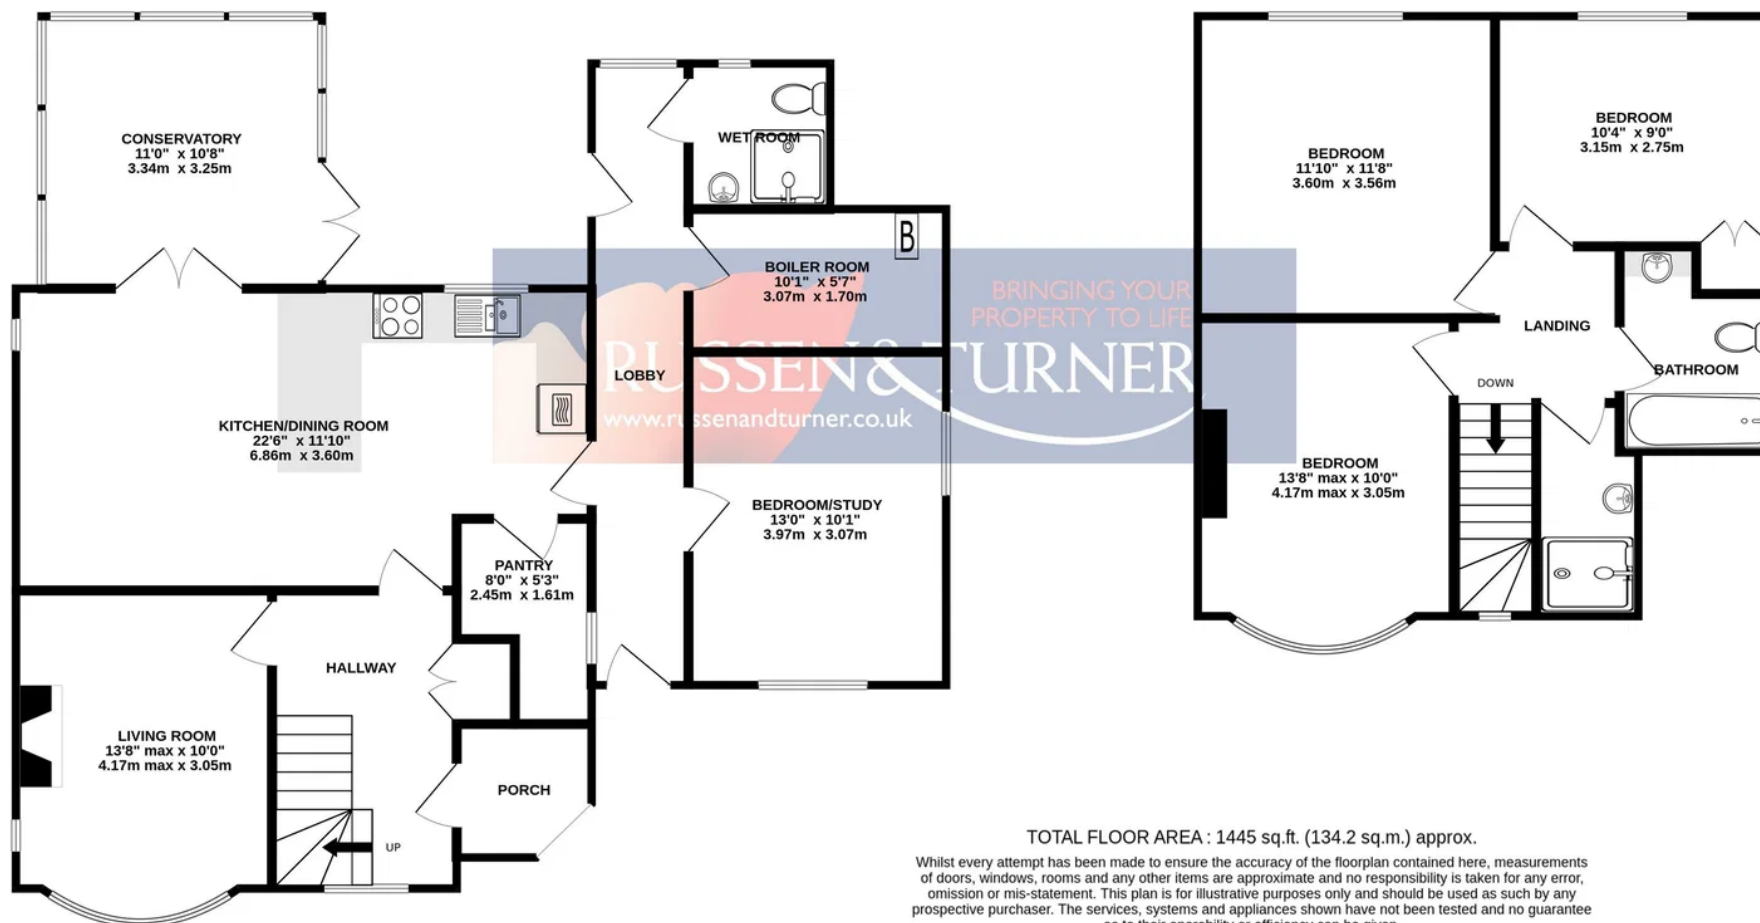 CONSERVATORY
11'0" x 10'8"
3.34m x 3.25m
WET ROOM
BOILER ROOM
10'1" x 5'7"
3.07m x 1.70m
B
LOBBY
KITCHEN/DINING ROOM
22'6" x 11'10"
6.86m x 3.60m
BEDROOM/STUDY
13'0" x 10'1"
3.97m x 3.07m
PANTRY
8'0" x 5'3"
2.45m x 1.61m
HALLWAY
LIVING ROOM
13'8" max x 10'0"
4.17m max x 3.05m
PORCH
UP
BEDROOM
11'10" x 11'8"
3.60m x 3.56m
BEDROOM
10'4" x 9'0"
3.15m x 2.75m
LANDING
DOWN
BATHROOM
BEDROOM
13'8" max x 10'0"
4.17m max x 3.05m
BRINGING YOUR
PROPERTY TO LIFE
RUSSEN & TURNER
www.russenandturner.co.uk
TOTAL FLOOR AREA : 1445 sq.ft. (134.2 sq.m.) approx.
Whilst every attempt has been made to ensure the accuracy of the floorplan contained here, measurements
of doors, windows, rooms and any other items are approximate and no responsibility is taken for any error,
omission or mis-statement. This plan is for illustrative purposes only and should be used as such by any
prospective purchaser. The services, systems and appliances shown have not been tested and no guarantee
as to their operability or efficiency can be given.